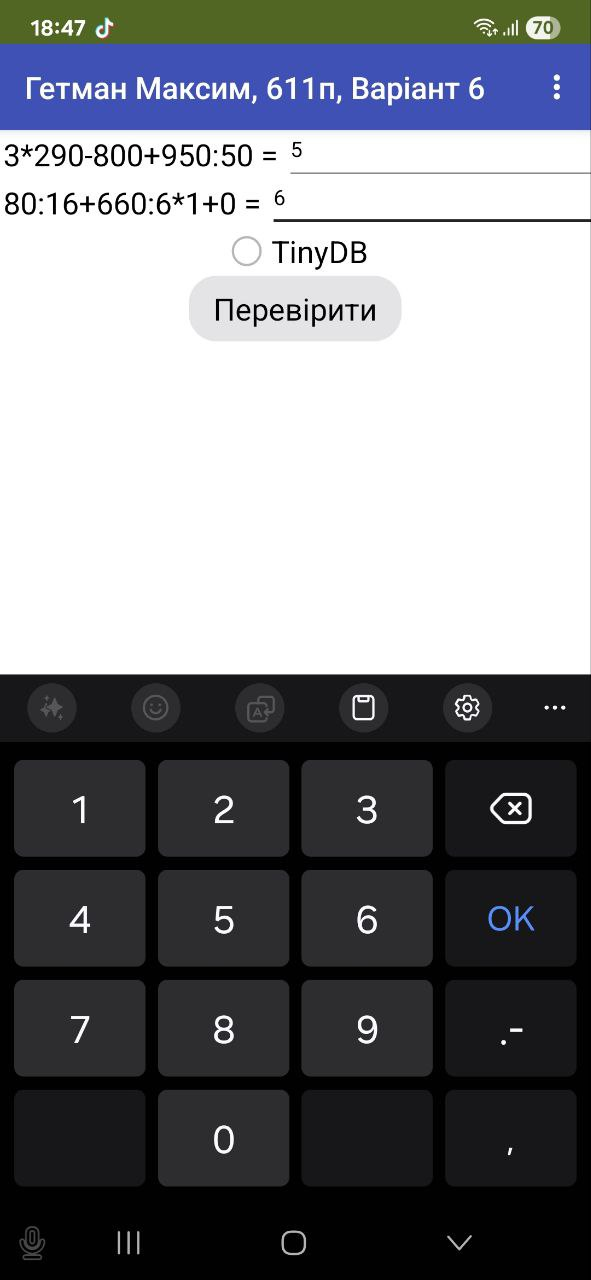 18:47 70
Гетман Максим, 611п, Варіант 6
3*290-800+950:50 = 5
80:16+660:6*1+0 = 6
TinyDB
Перевірити
1 2 3
4 5 6 OK
7 8 9 .-
0 ,